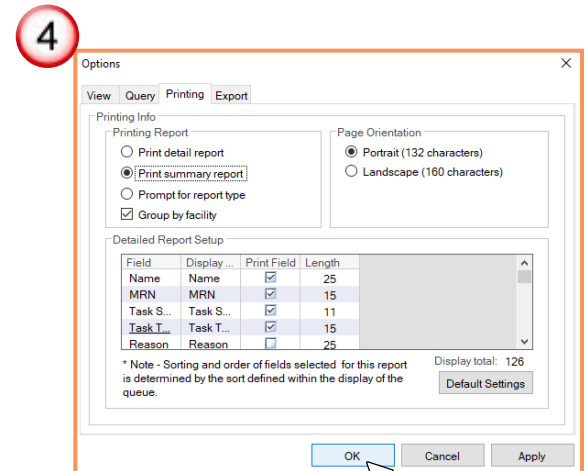 4
Options
View Query Printing Export
Printing Info
Printing Report
Print detail report
Print summary report
Prompt for report type
Group by facility
Page Orientation
Portrait (132 characters)
Landscape (160 characters)
Detailed Report Setup
Field Display ... Print Field Length
Name Name 25
MRN MRN 15
Task S... Task S... 11
Task T... Task T... 15
Reason Reason 25
* Note - Sorting and order of fields selected for this report
is determined by the sort defined within the display of the
queue.
Display total: 126
Default Settings
OK Cancel Apply